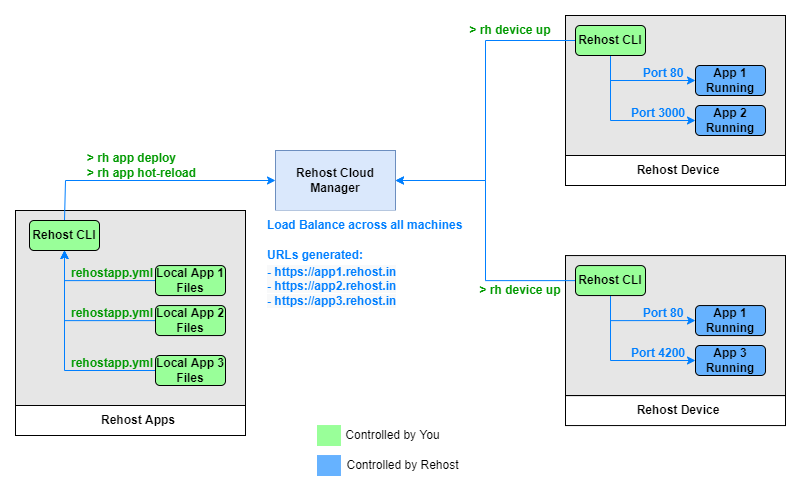 > rh device up
Rehost CLI
Port 80
App 1
Running
Port 3000
App 2
Running
Rehost Device
> rh app deploy
> rh app hot-reload
Rehost Cloud
Manager
Load Balance across all machines
URLs generated:
- https://app1.rehost.in
- https://app2.rehost.in
- https://app3.rehost.in
Rehost CLI
rehostapp.yml
Local App 1
Files
rehostapp.yml
Local App 2
Files
rehostapp.yml
Local App 3
Files
Rehost Apps
> rh device up
Rehost CLI
Port 80
App 1
Running
Port 4200
App 3
Running
Rehost Device
Controlled by You
Controlled by Rehost